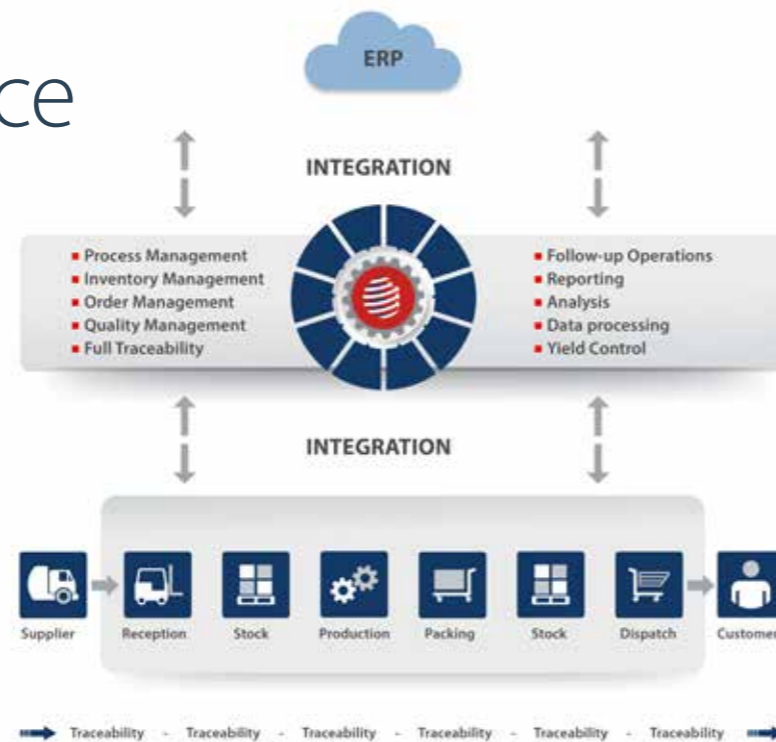 ce
ERP
INTEGRATION
Process Management
Inventory Management
Order Management
Quality Management
Full Traceability
Follow-up Operations
Reporting
Analysis
Data processing
Yield Control
INTEGRATION
Supplier
Reception
Stock
Production
Packing
Stock
Dispatch
Customer
Traceability - Traceability - Traceability - Traceability - Traceability - Traceability